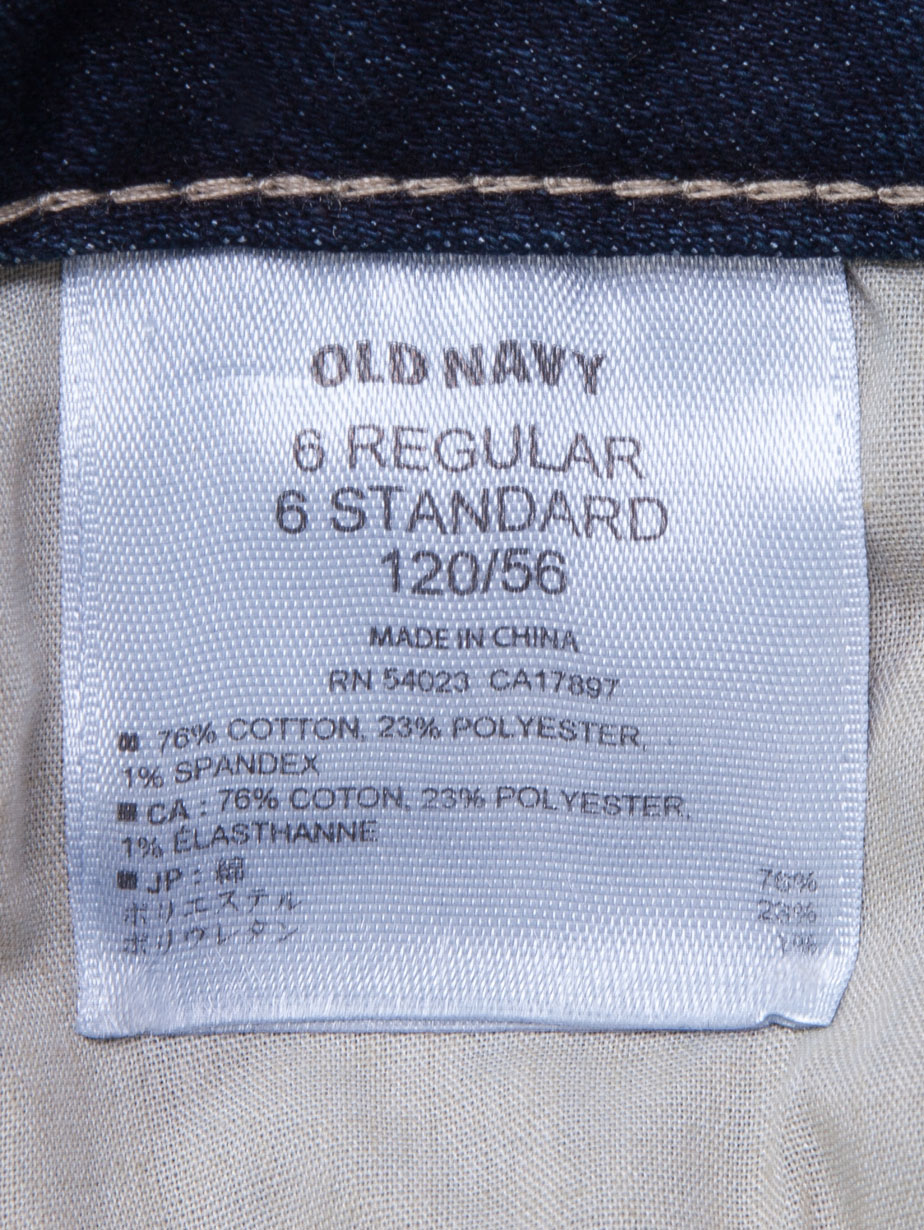 OLD NAVY
6 REGULAR
6 STANDARD
120/56
MADE IN CHINA
RN 54023 CA17897
76% COTTON, 23% POLYESTER,
1% SPANDEX
CA : 76% COTON, 23% POLYESTER,
1% ÉLASTHANNE
JP : 綿 76%
ポリエステル 23%
ポリウレタン 1%